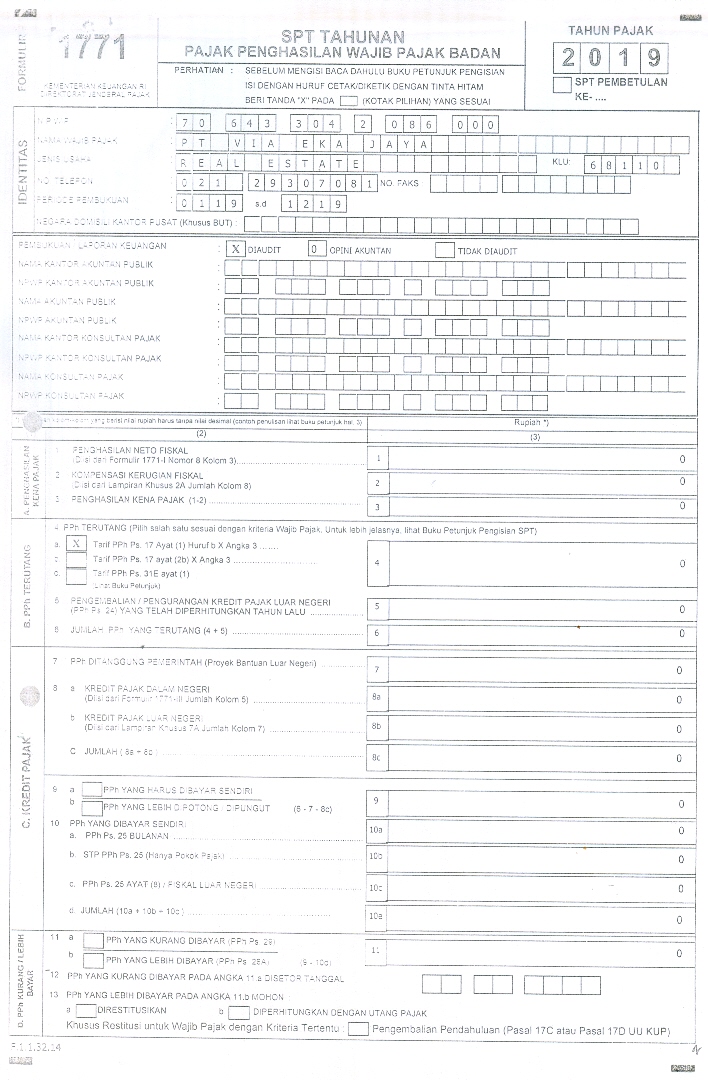 FORMULIR
1771
KEMENTERIAN KEUANGAN RI
DIREKTORAT JENDERAL PAJAK
SPT TAHUNAN
PAJAK PENGHASILAN WAJIB PAJAK BADAN
PERHATIAN : SEBELUM MENGISI BACA DAHULU BUKU PETUNJUK PENGISIAN
ISI DENGAN HURUF CETAK/DIKETIK DENGAN TINTA HITAM
BERI TANDA "X" PADA (KOTAK PILIHAN) YANG SESUAI
TAHUN PAJAK
2 0 1 9
SPT PEMBETULAN
KE- ....
IDENTITAS
N P W P : 70 643 304 2 086 000
NAMA WAJIB PAJAK : PT VIA EKA JAYA
JENIS USAHA : REAL ESTATE KLU: 68110
NO. TELEPON : 021 29307081 NO. FAKS :
PERIODE PEMBUKUAN : 0119 s.d 1219
NEGARA DOMISILI KANTOR PUSAT (Khusus BUT) :
PEMBUKUAN / LAPORAN KEUANGAN : X DIAUDIT 0 OPINI AKUNTAN TIDAK DIAUDIT
NAMA KANTOR AKUNTAN PUBLIK :
NPWP KANTOR AKUNTAN PUBLIK :
NAMA AKUNTAN PUBLIK :
NPWP AKUNTAN PUBLIK :
NAMA KANTOR KONSULTAN PAJAK :
NPWP KANTOR KONSULTAN PAJAK :
NAMA KONSULTAN PAJAK :
NPWP KONSULTAN PAJAK :
yang berisi nilai rupiah harus tanpa nilai desimal (contoh penulisan lihat buku petunjuk hal. 3) Rupiah *)
(2) (3)
A. PENGHASILAN KENA PAJAK
1 PENGHASILAN NETO FISKAL
(Diisi dari Formulir 1771-I Nomor 8 Kolom 3) 1 0
2 KOMPENSASI KERUGIAN FISKAL
(Diisi dari Lampiran Khusus 2A Jumlah Kolom 8) 2 0
3 PENGHASILAN KENA PAJAK (1-2) 3 0
B. PPh TERUTANG
4 PPh TERUTANG (Pilih salah satu sesuai dengan kriteria Wajib Pajak. Untuk lebih jelasnya, lihat Buku Petunjuk Pengisian SPT)
a. X Tarif PPh Ps. 17 Ayat (1) Huruf b X Angka 3 ....... 4 0
Tarif PPh Ps. 17 ayat (2b) X Angka 3
c. Tarif PPh Ps. 31E ayat (1)
(Lihat Buku Petunjuk)
5 PENGEMBALIAN / PENGURANGAN KREDIT PAJAK LUAR NEGERI
(PPh Ps. 24) YANG TELAH DIPERHITUNGKAN TAHUN LALU 5 0
6 JUMLAH PPh YANG TERUTANG (4 + 5) 6 0
C. KREDIT PAJAK
7 PPh DITANGGUNG PEMERINTAH (Proyek Bantuan Luar Negeri) 7 0
8 a KREDIT PAJAK DALAM NEGERI
(Diisi dari Formulir 1771-III Jumlah Kolom 5) 8a 0
b KREDIT PAJAK LUAR NEGERI
(Diisi dari Lampiran Khusus 7A Jumlah Kolom 7) 8b 0
C JUMLAH ( 8a + 8b ) 8c 0
9 a PPh YANG HARUS DIBAYAR SENDIRI
b PPh YANG LEBIH DIPOTONG / DIPUNGUT (6 - 7 - 8c) 9 0
10 PPh YANG DIBAYAR SENDIRI
a. PPh Ps. 25 BULANAN 10a 0
b. STP PPh Ps. 25 (Hanya Pokok Pajak) 10b 0
c. PPh Ps. 25 AYAT (8) / FISKAL LUAR NEGERI 10c 0
d. JUMLAH (10a + 10b + 10c ) 10e 0
D. PPh KURANG / LEBIH BAYAR
11 a PPh YANG KURANG DIBAYAR (PPh Ps. 29)
b PPh YANG LEBIH DIBAYAR (PPh Ps. 28A) (9 - 10d) 11 0
12 PPh YANG KURANG DIBAYAR PADA ANGKA 11.a DISETOR TANGGAL
13 PPh YANG LEBIH DIBAYAR PADA ANGKA 11.b MOHON :
a DIRESTITUSIKAN b DIPERHITUNGKAN DENGAN UTANG PAJAK
Khusus Restitusi untuk Wajib Pajak dengan Kriteria Tertentu : Pengembalian Pendahuluan (Pasal 17C atau Pasal 17D UU KUP)
F.1.1.32.14